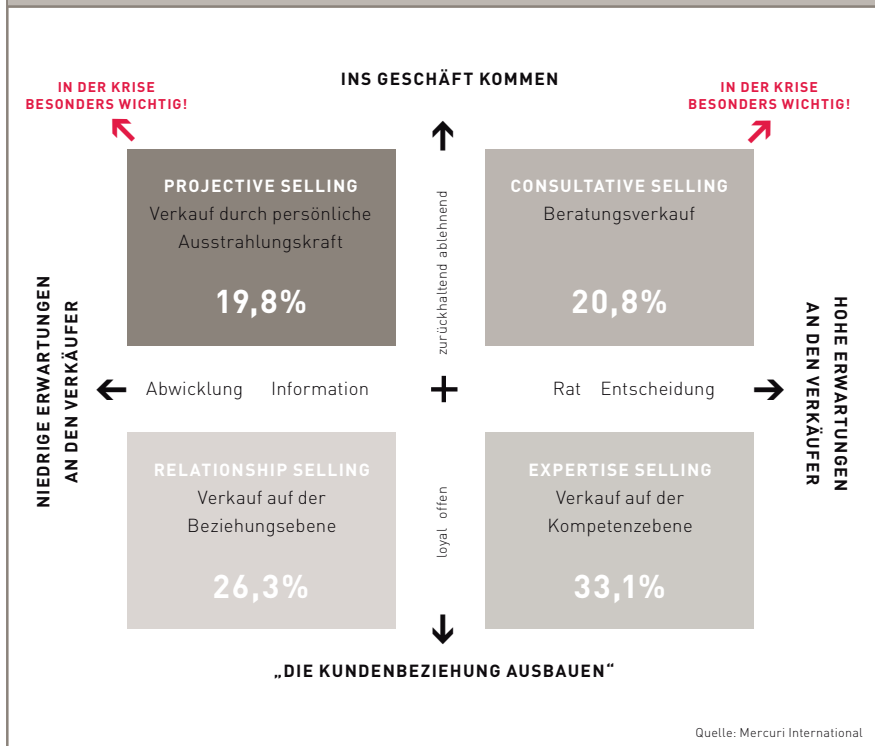 INS GESCHÄFT KOMMEN
IN DER KRISE
BESONDERS WICHTIG!
IN DER KRISE
BESONDERS WICHTIG!
PROJECTIVE SELLING
Verkauf durch persönliche
Ausstrahlungskraft
19,8%
zurückhaltend ablehnend
CONSULTATIVE SELLING
Beratungsverkauf
20,8%
NIEDRIGE ERWARTUNGEN
AN DEN VERKÄUFER
Abwicklung Information
+
Rat Entscheidung
HOHE ERWARTUNGEN
AN DEN VERKÄUFER
RELATIONSHIP SELLING
Verkauf auf der
Beziehungsebene
26,3%
loyal offen
EXPERTISE SELLING
Verkauf auf der
Kompetenzebene
33,1%
„DIE KUNDENBEZIEHUNG AUSBAUEN“
Quelle: Mercuri International